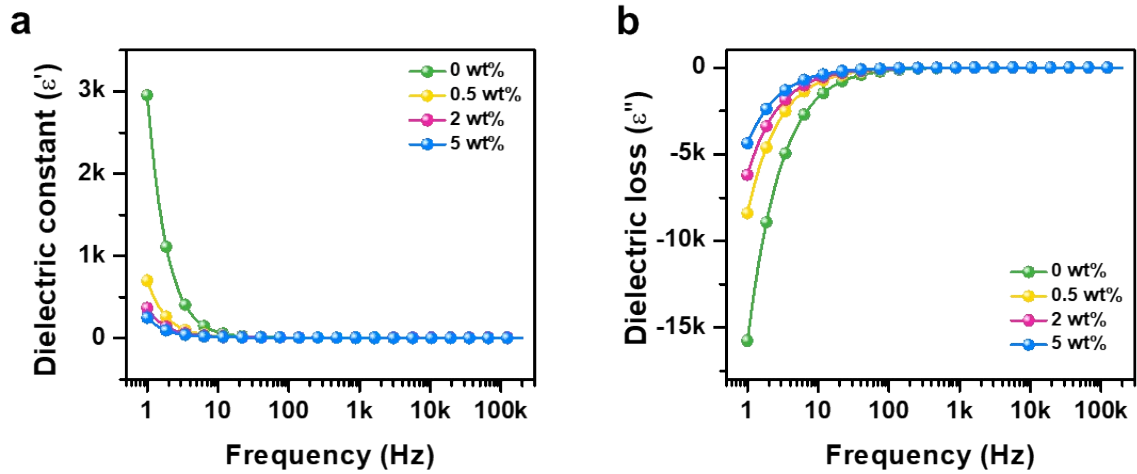 a
Dielectric constant (ε')
3k
2k
1k
0
0 wt%
0.5 wt%
2 wt%
5 wt%
1 10 100 1k 10k 100k
Frequency (Hz)
b
Dielectric loss (ε'')
0
-5k
-10k
-15k
0 wt%
0.5 wt%
2 wt%
5 wt%
1 10 100 1k 10k 100k
Frequency (Hz)